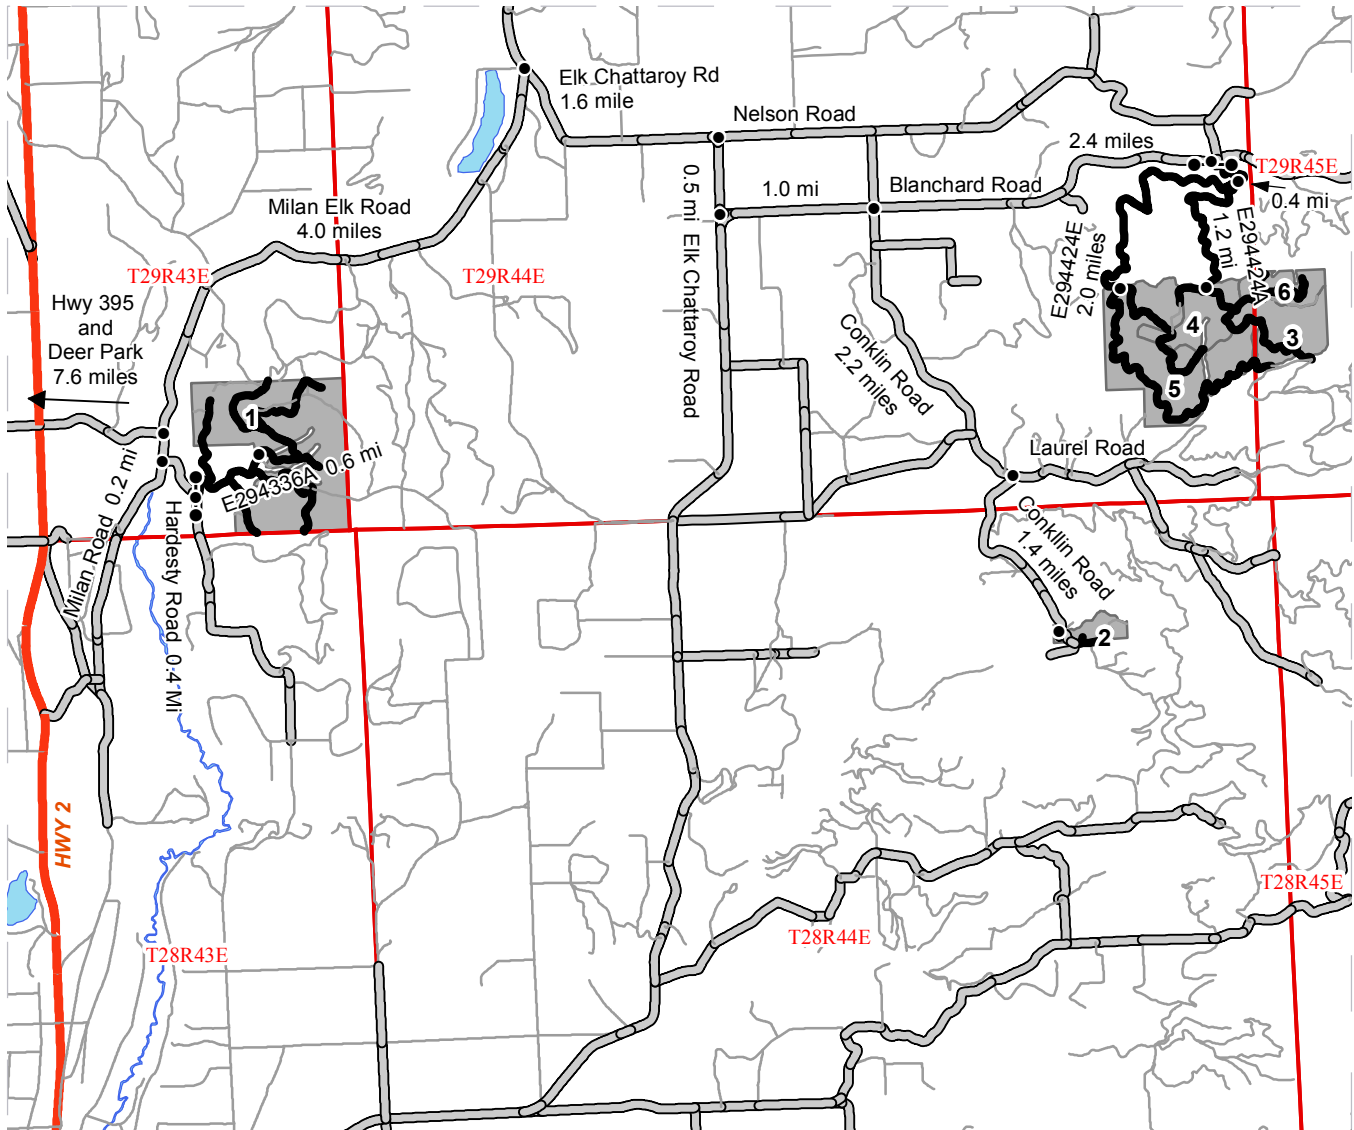 Elk Chattaroy Rd
1.6 mile
Nelson Road
2.4 miles
T29R45E
0.4 mi
Blanchard Road
1.0 mi
0.5 mi Elk Chattaroy Road
Milan Elk Road
4.0 miles
T29R43E
T29R44E
E294424E
2.0 miles
1.2 mi
E294424A
Hwy 395
and
Deer Park
7.6 miles
6
4
3
5
Conklin Road
2.2 miles
1
E294336A 0.6 mi
Laurel Road
Milan Road 0.2 mi
Hardesty Road 0.4 Mi
Conkllin Road
1.4 miles
2
HWY 2
T28R45E
T28R44E
T28R43E